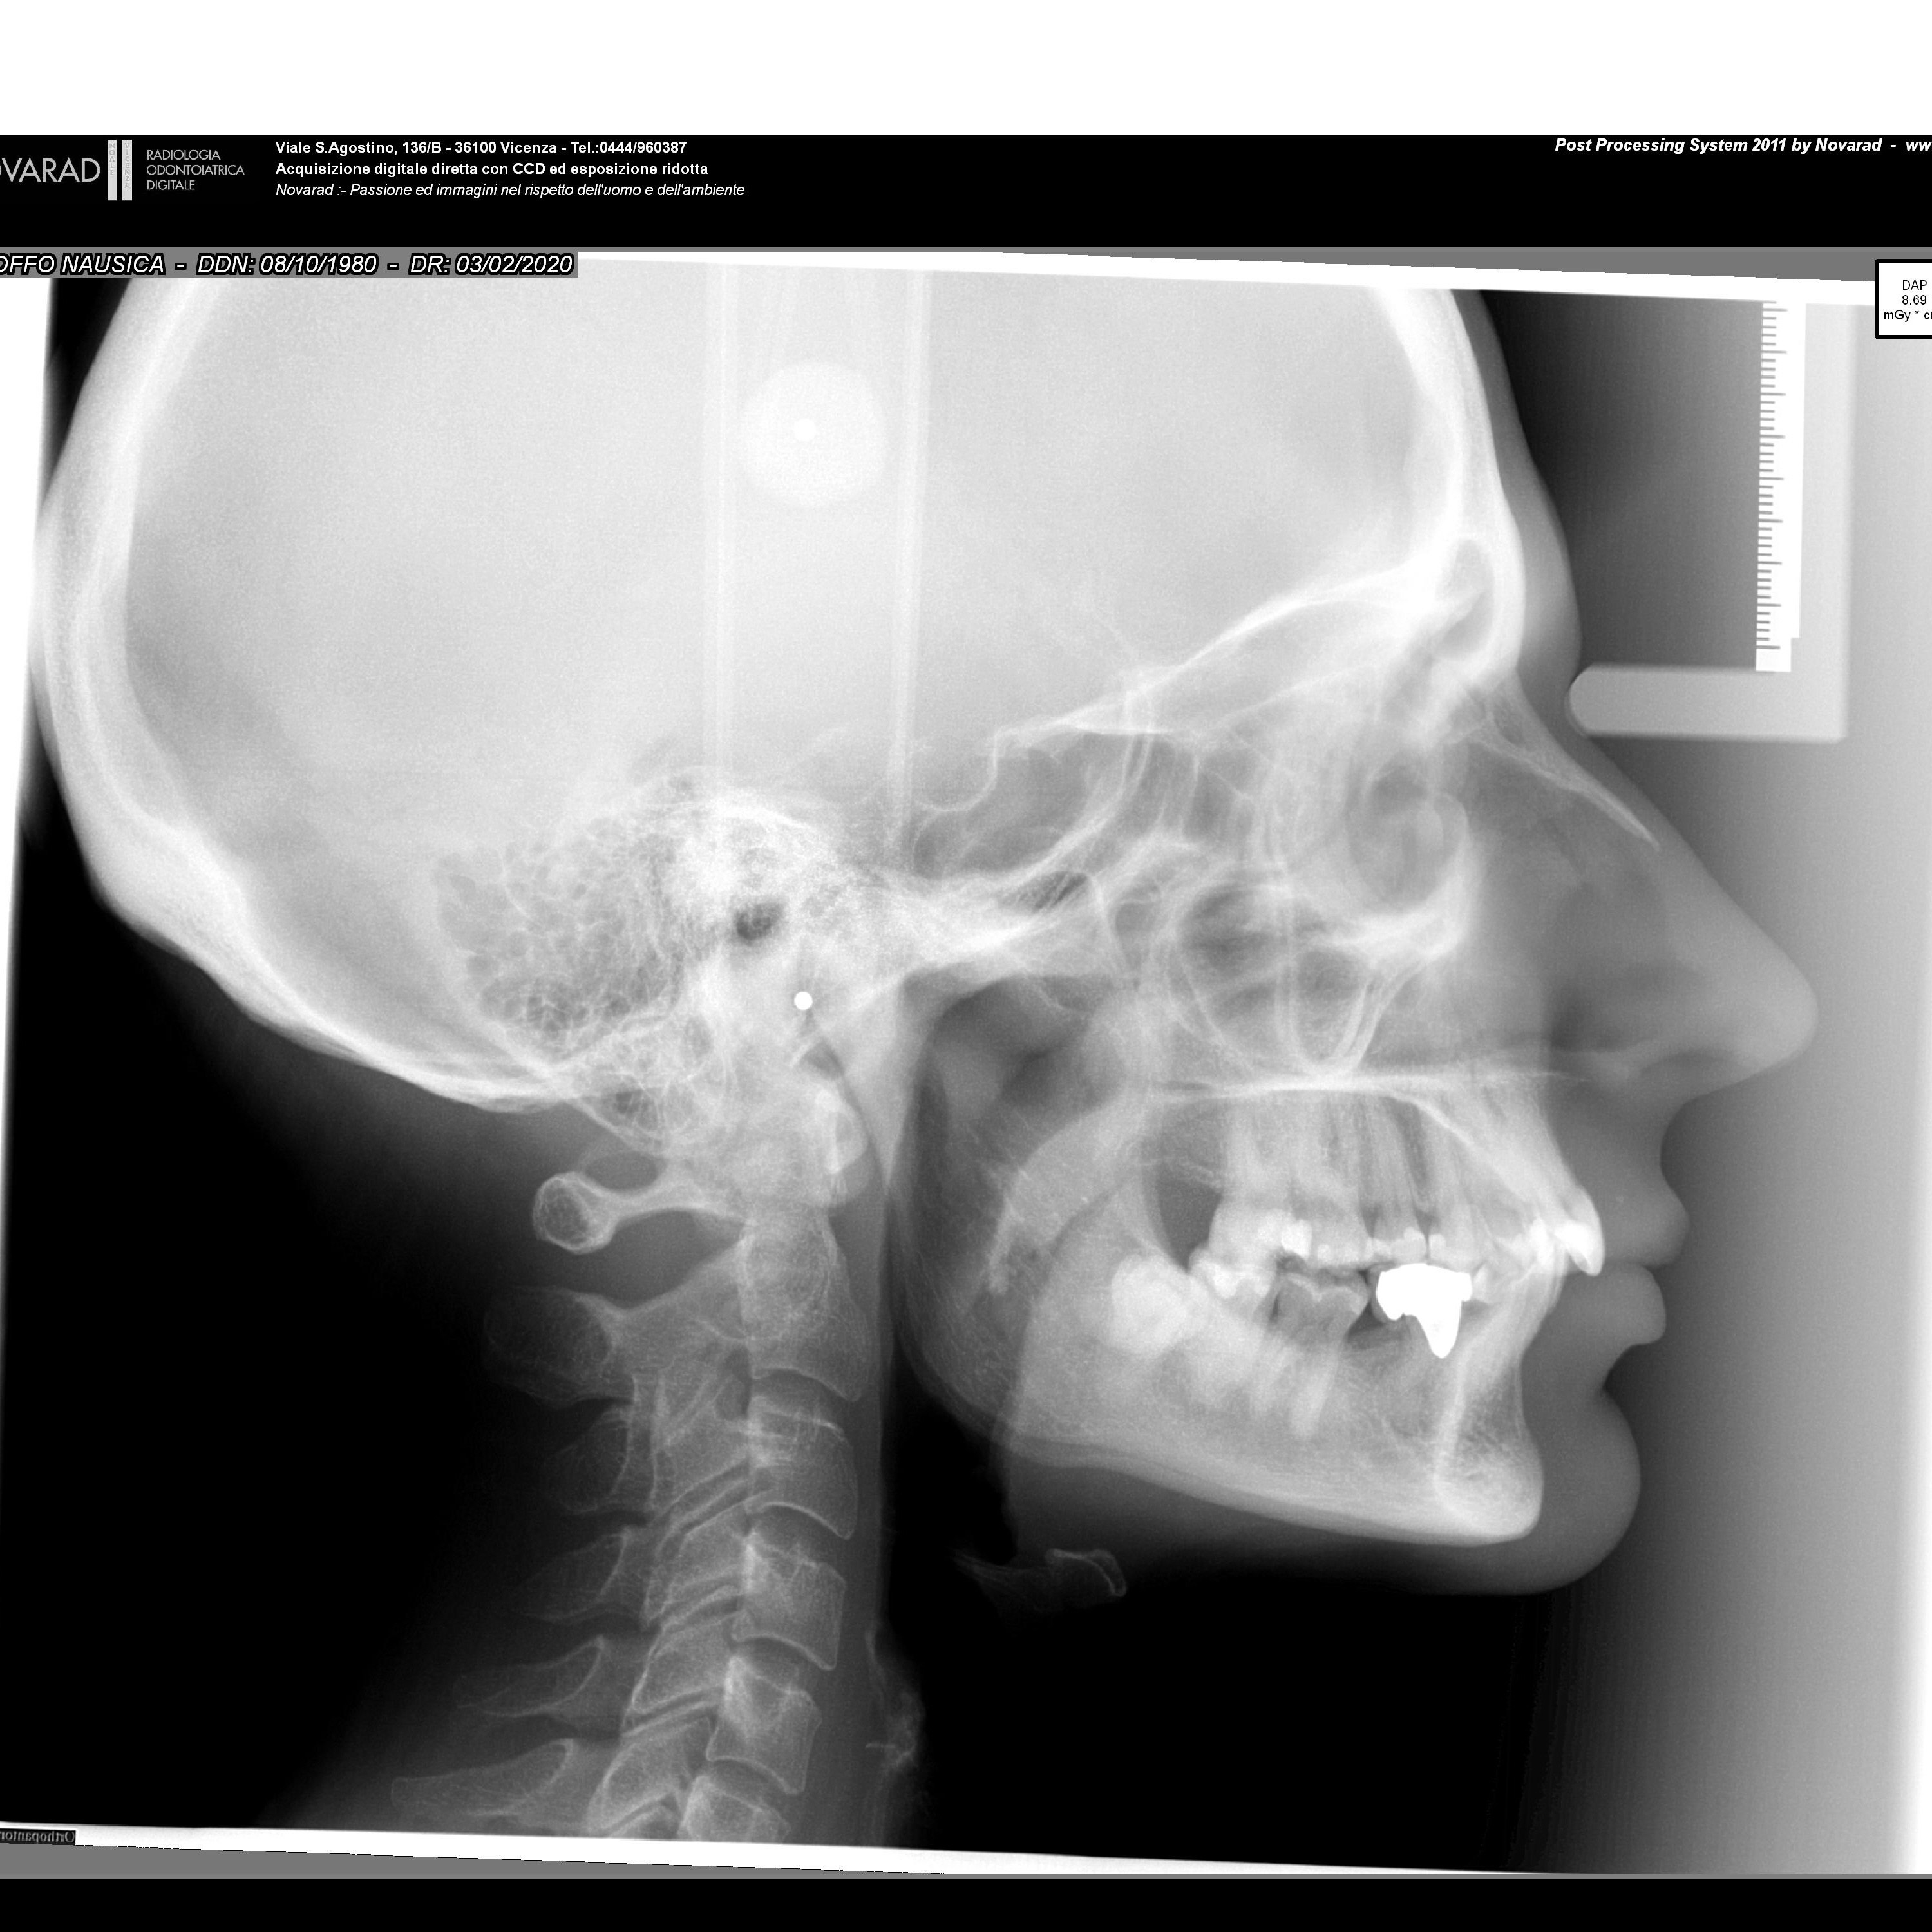 OVARAD
RADIOLOGIA
ODONTOIATRICA
DIGITALE
Viale S.Agostino, 136/B - 36100 Vicenza - Tel.:0444/960387
Acquisizione digitale diretta con CCD ed esposizione ridotta
Novarad :- Passione ed immagini nel rispetto dell'uomo e dell'ambiente
Post Processing System 2011 by Novarad - ww
OFFO NAUSICA - DDN: 08/10/1980 - DR: 03/02/2020
DAP
8.69
mGy * c
Orthopantom